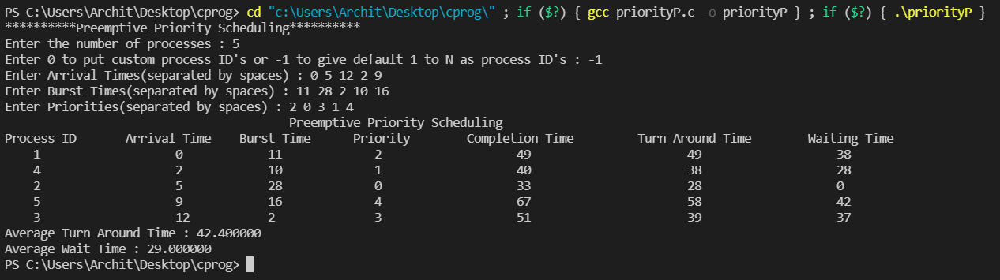 PS C:\Users\Archit\Desktop\cprog> cd "c:\Users\Archit\Desktop\cprog\" ; if ($?) { gcc priorityP.c -o priorityP } ; if ($?) { .\priorityP }
**********Preemptive Priority Scheduling**********
Enter the number of processes : 5
Enter 0 to put custom process ID's or -1 to give default 1 to N as process ID's : -1
Enter Arrival Times(separated by spaces) : 0 5 12 2 9
Enter Burst Times(separated by spaces) : 11 28 2 10 16
Enter Priorities(separated by spaces) : 2 0 3 1 4
Preemptive Priority Scheduling
Process ID Arrival Time Burst Time Priority Completion Time Turn Around Time Waiting Time
1 0 11 2 49 49 38
4 2 10 1 40 38 28
2 5 28 0 33 28 0
5 9 16 4 67 58 42
3 12 2 3 51 39 37
Average Turn Around Time : 42.400000
Average Wait Time : 29.000000
PS C:\Users\Archit\Desktop\cprog>